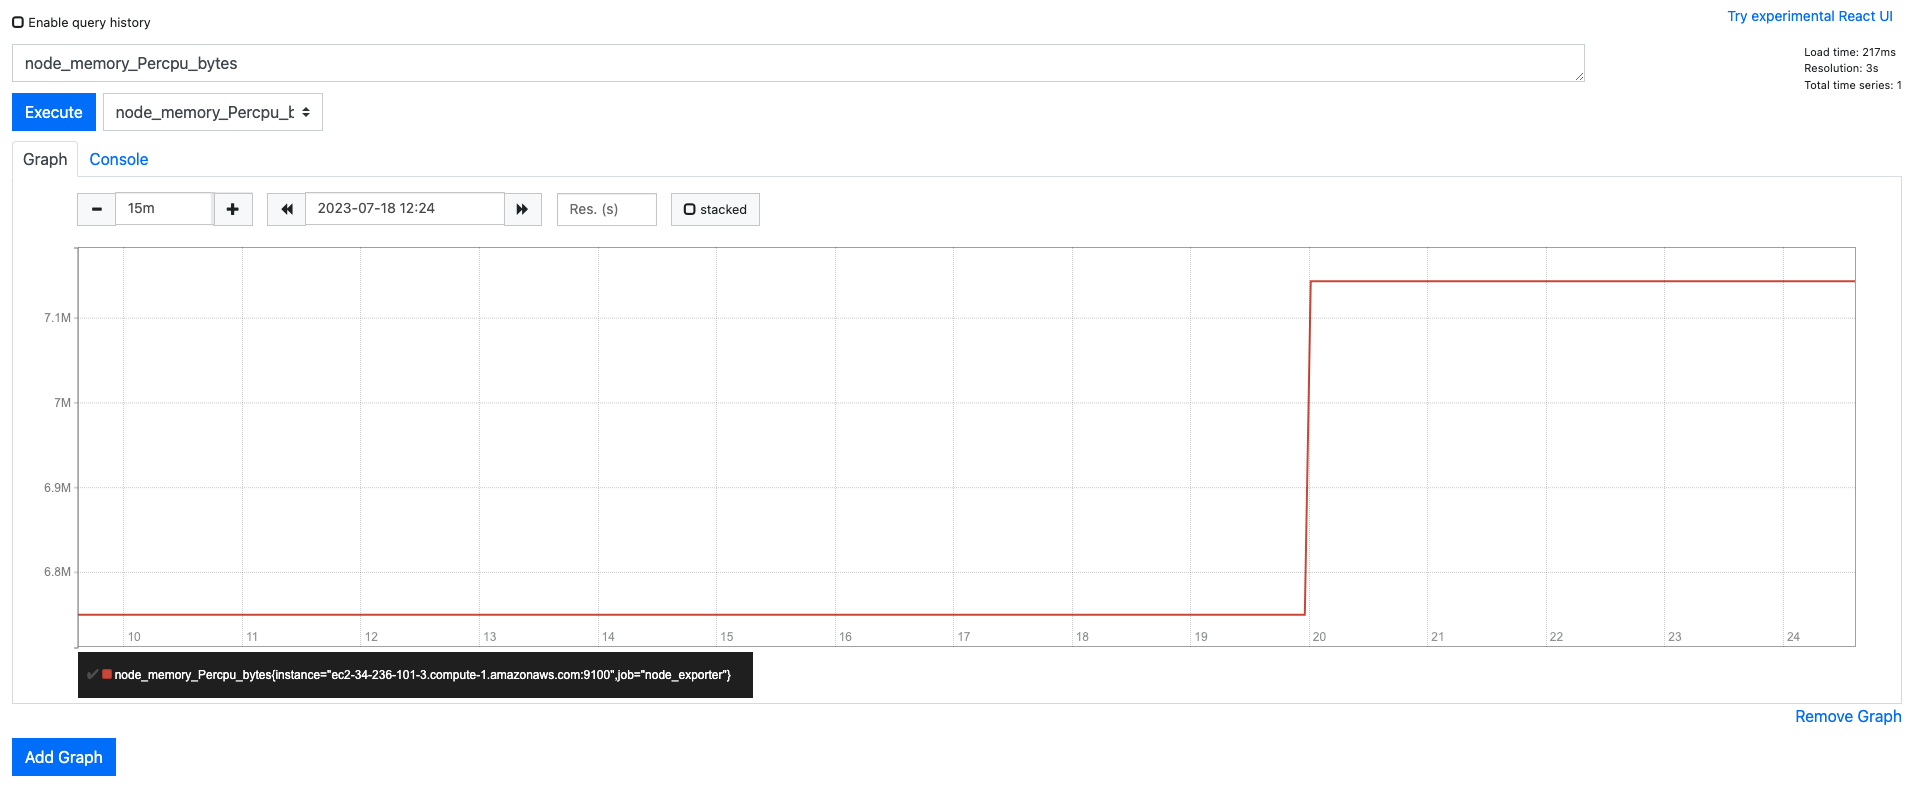 Enable query history
Try experimental React UI
node_memory_Percpu_bytes
Load time: 217ms
Resolution: 3s
Total time series: 1
Execute
node_memory_Percpu_b
Graph
Console
15m
2023-07-18 12:24
Res. (s)
stacked
7.1M
7M
6.9M
6.8M
10 11 12 13 14 15 16 17 18 19 20 21 22 23 24
node_memory_Percpu_bytes{instance="ec2-34-236-101-3.compute-1.amazonaws.com:9100",job="node_exporter"}
Remove Graph
Add Graph